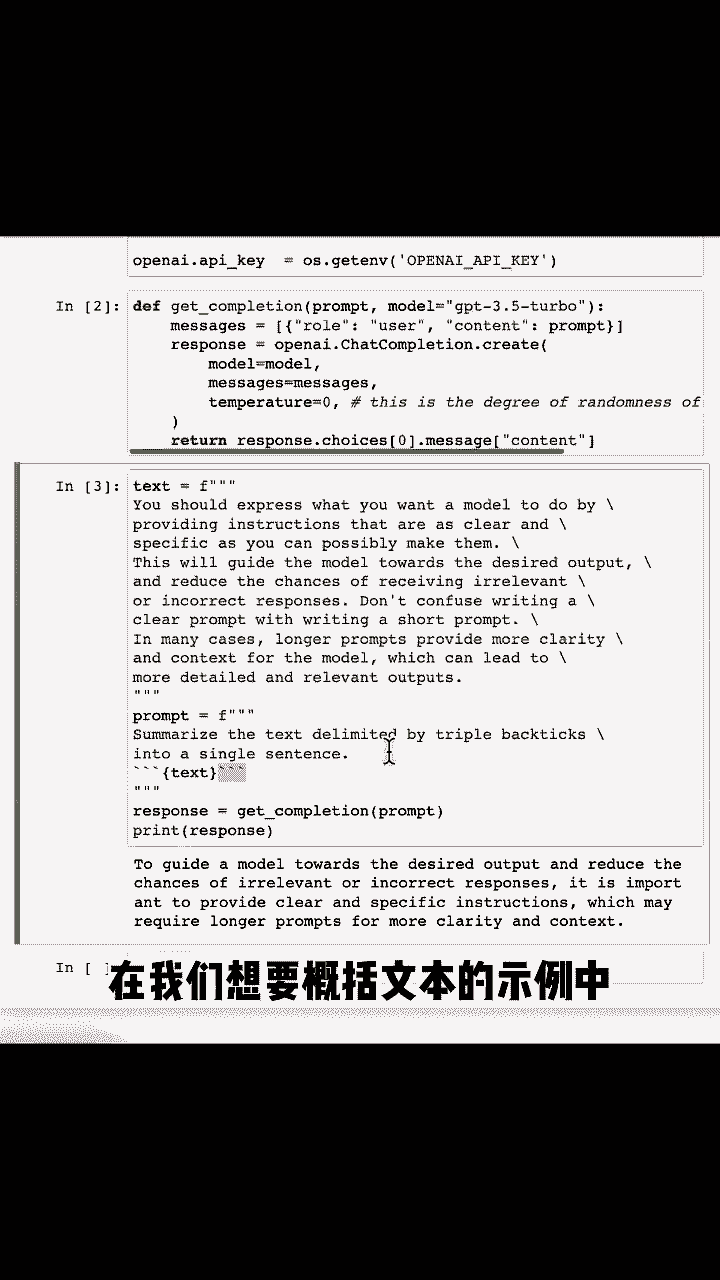 openai.api_key  = os.getenv('OPENAI_API_KEY')
In [2]: def get_completion(prompt, model="gpt-3.5-turbo"):
    messages = [{"role": "user", "content": prompt}]
    response = openai.ChatCompletion.create(
        model=model,
        messages=messages,
        temperature=0, # this is the degree of randomness of
    )
    return response.choices[0].message["content"]
In [3]: text = f"""
You should express what you want a model to do by \
providing instructions that are as clear and \
specific as you can possibly make them. \
This will guide the model towards the desired output, \
and reduce the chances of receiving irrelevant \
or incorrect responses. Don't confuse writing a \
clear prompt with writing a short prompt. \
In many cases, longer prompts provide more clarity \
and context for the model, which can lead to \
more detailed and relevant outputs.
"""
prompt = f"""
Summarize the text delimited by triple backticks \
into a single sentence.
```{text}```
"""
response = get_completion(prompt)
print(response)
To guide a model towards the desired output and reduce the
chances of irrelevant or incorrect responses, it is import
ant to provide clear and specific instructions, which may
require longer prompts for more clarity and context.
In [ ]
在我们想要概括文本的示例中